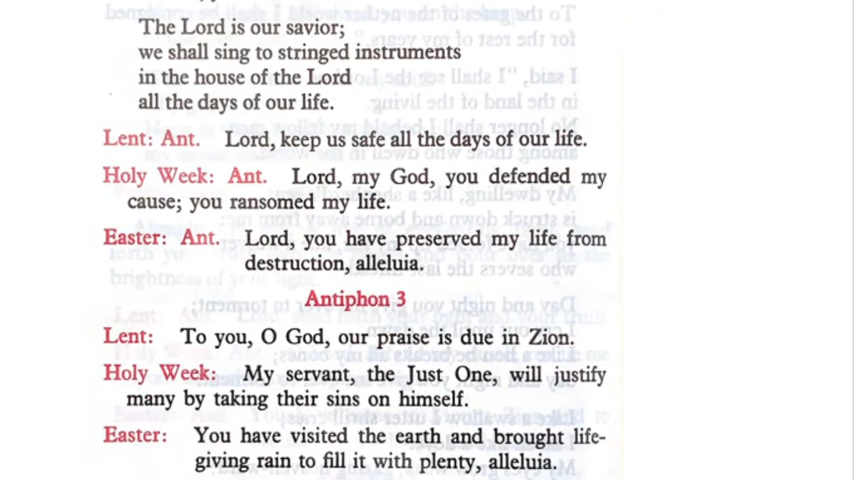 The Lord is our savior;
we shall sing to stringed instruments
in the house of the Lord
all the days of our life.
Lent: Ant. Lord, keep us safe all the days of our life.
Holy Week: Ant. Lord, my God, you defended my
cause; you ransomed my life.
Easter: Ant. Lord, you have preserved my life from
destruction, alleluia.
Antiphon 3
Lent: To you, O God, our praise is due in Zion.
Holy Week: My servant, the Just One, will justify
many by taking their sins on himself.
Easter: You have visited the earth and brought life-
giving rain to fill it with plenty, alleluia.